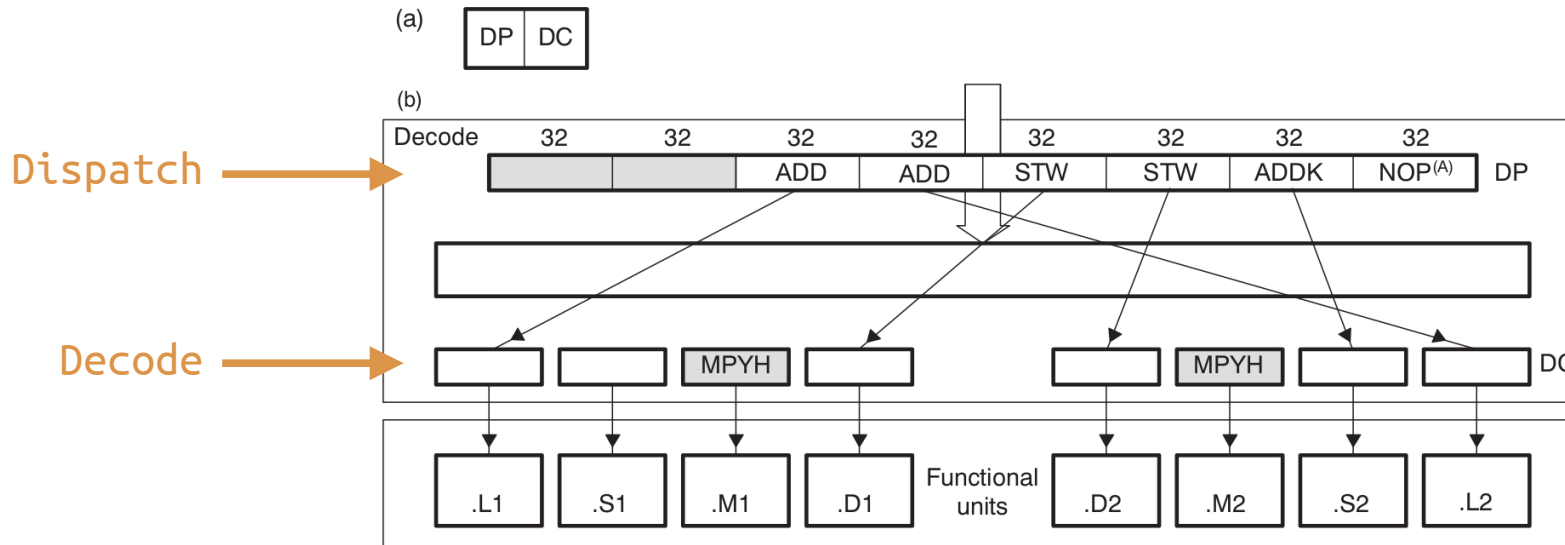 (a)
DP DC
(b)
Decode 32 32 32 32 32 32 32 32
Dispatch
ADD ADD STW STW ADDK NOP(A) DP
Decode
MPYH MPYH DC
.L1 .S1 .M1 .D1 Functional units .D2 .M2 .S2 .L2